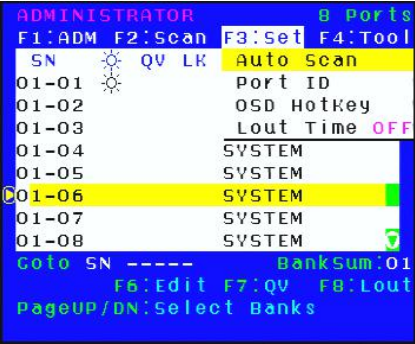 ADMINISTRATOR 8 Ports
F1:ADM F2:Scan F3:Set F4:Tool
SN QV LK Auto Scan
01-01 Port ID
01-02 OSD HotKey
01-03 Lout Time OFF
01-04 SYSTEM
01-05 SYSTEM
01-06 SYSTEM
01-07 SYSTEM
01-08 SYSTEM
Goto SN ----- BankSum:01
F6:Edit F7:QV F8:Lout
PageUP/DN:Select Banks